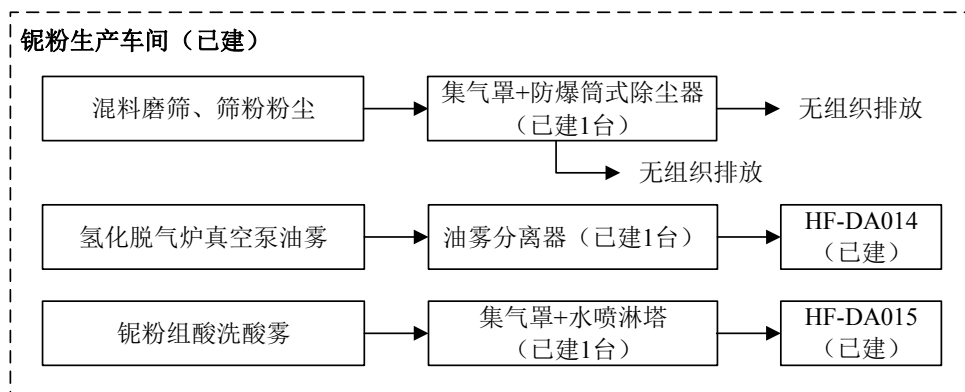 铌粉生产车间（已建）
混料磨筛、筛粉粉尘
集气罩+防爆筒式除尘器
（已建1台）
无组织排放
无组织排放
氢化脱气炉真空泵油雾
油雾分离器（已建1台）
HF-DA014
（已建）
铌粉组酸洗酸雾
集气罩+水喷淋塔
（已建1台）
HF-DA015
（已建）